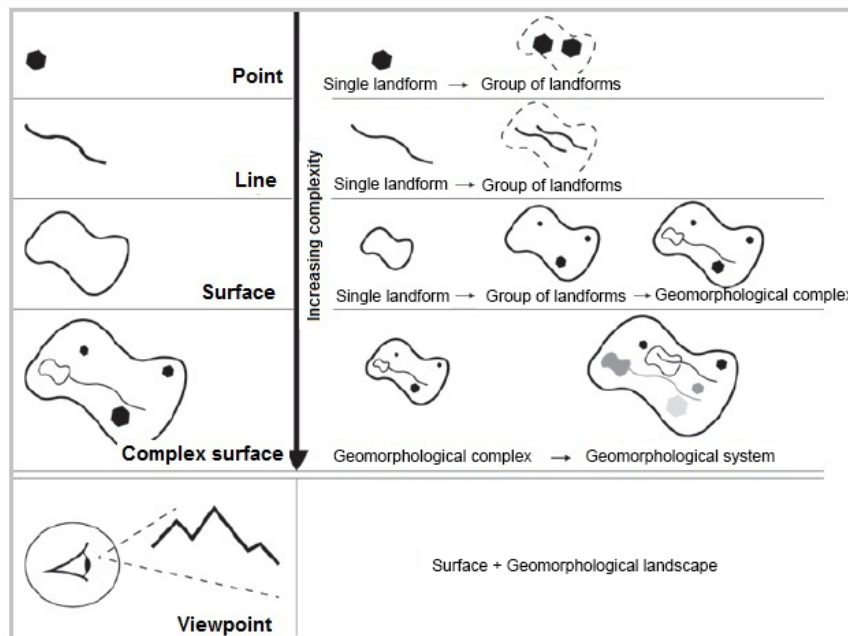 Point
Single landform → Group of landforms
Line
Single landform → Group of landforms
Increasing complexity
Surface
Single landform → Group of landforms → Geomorphological complex
Complex surface
Geomorphological complex → Geomorphological system
Surface + Geomorphological landscape
Viewpoint